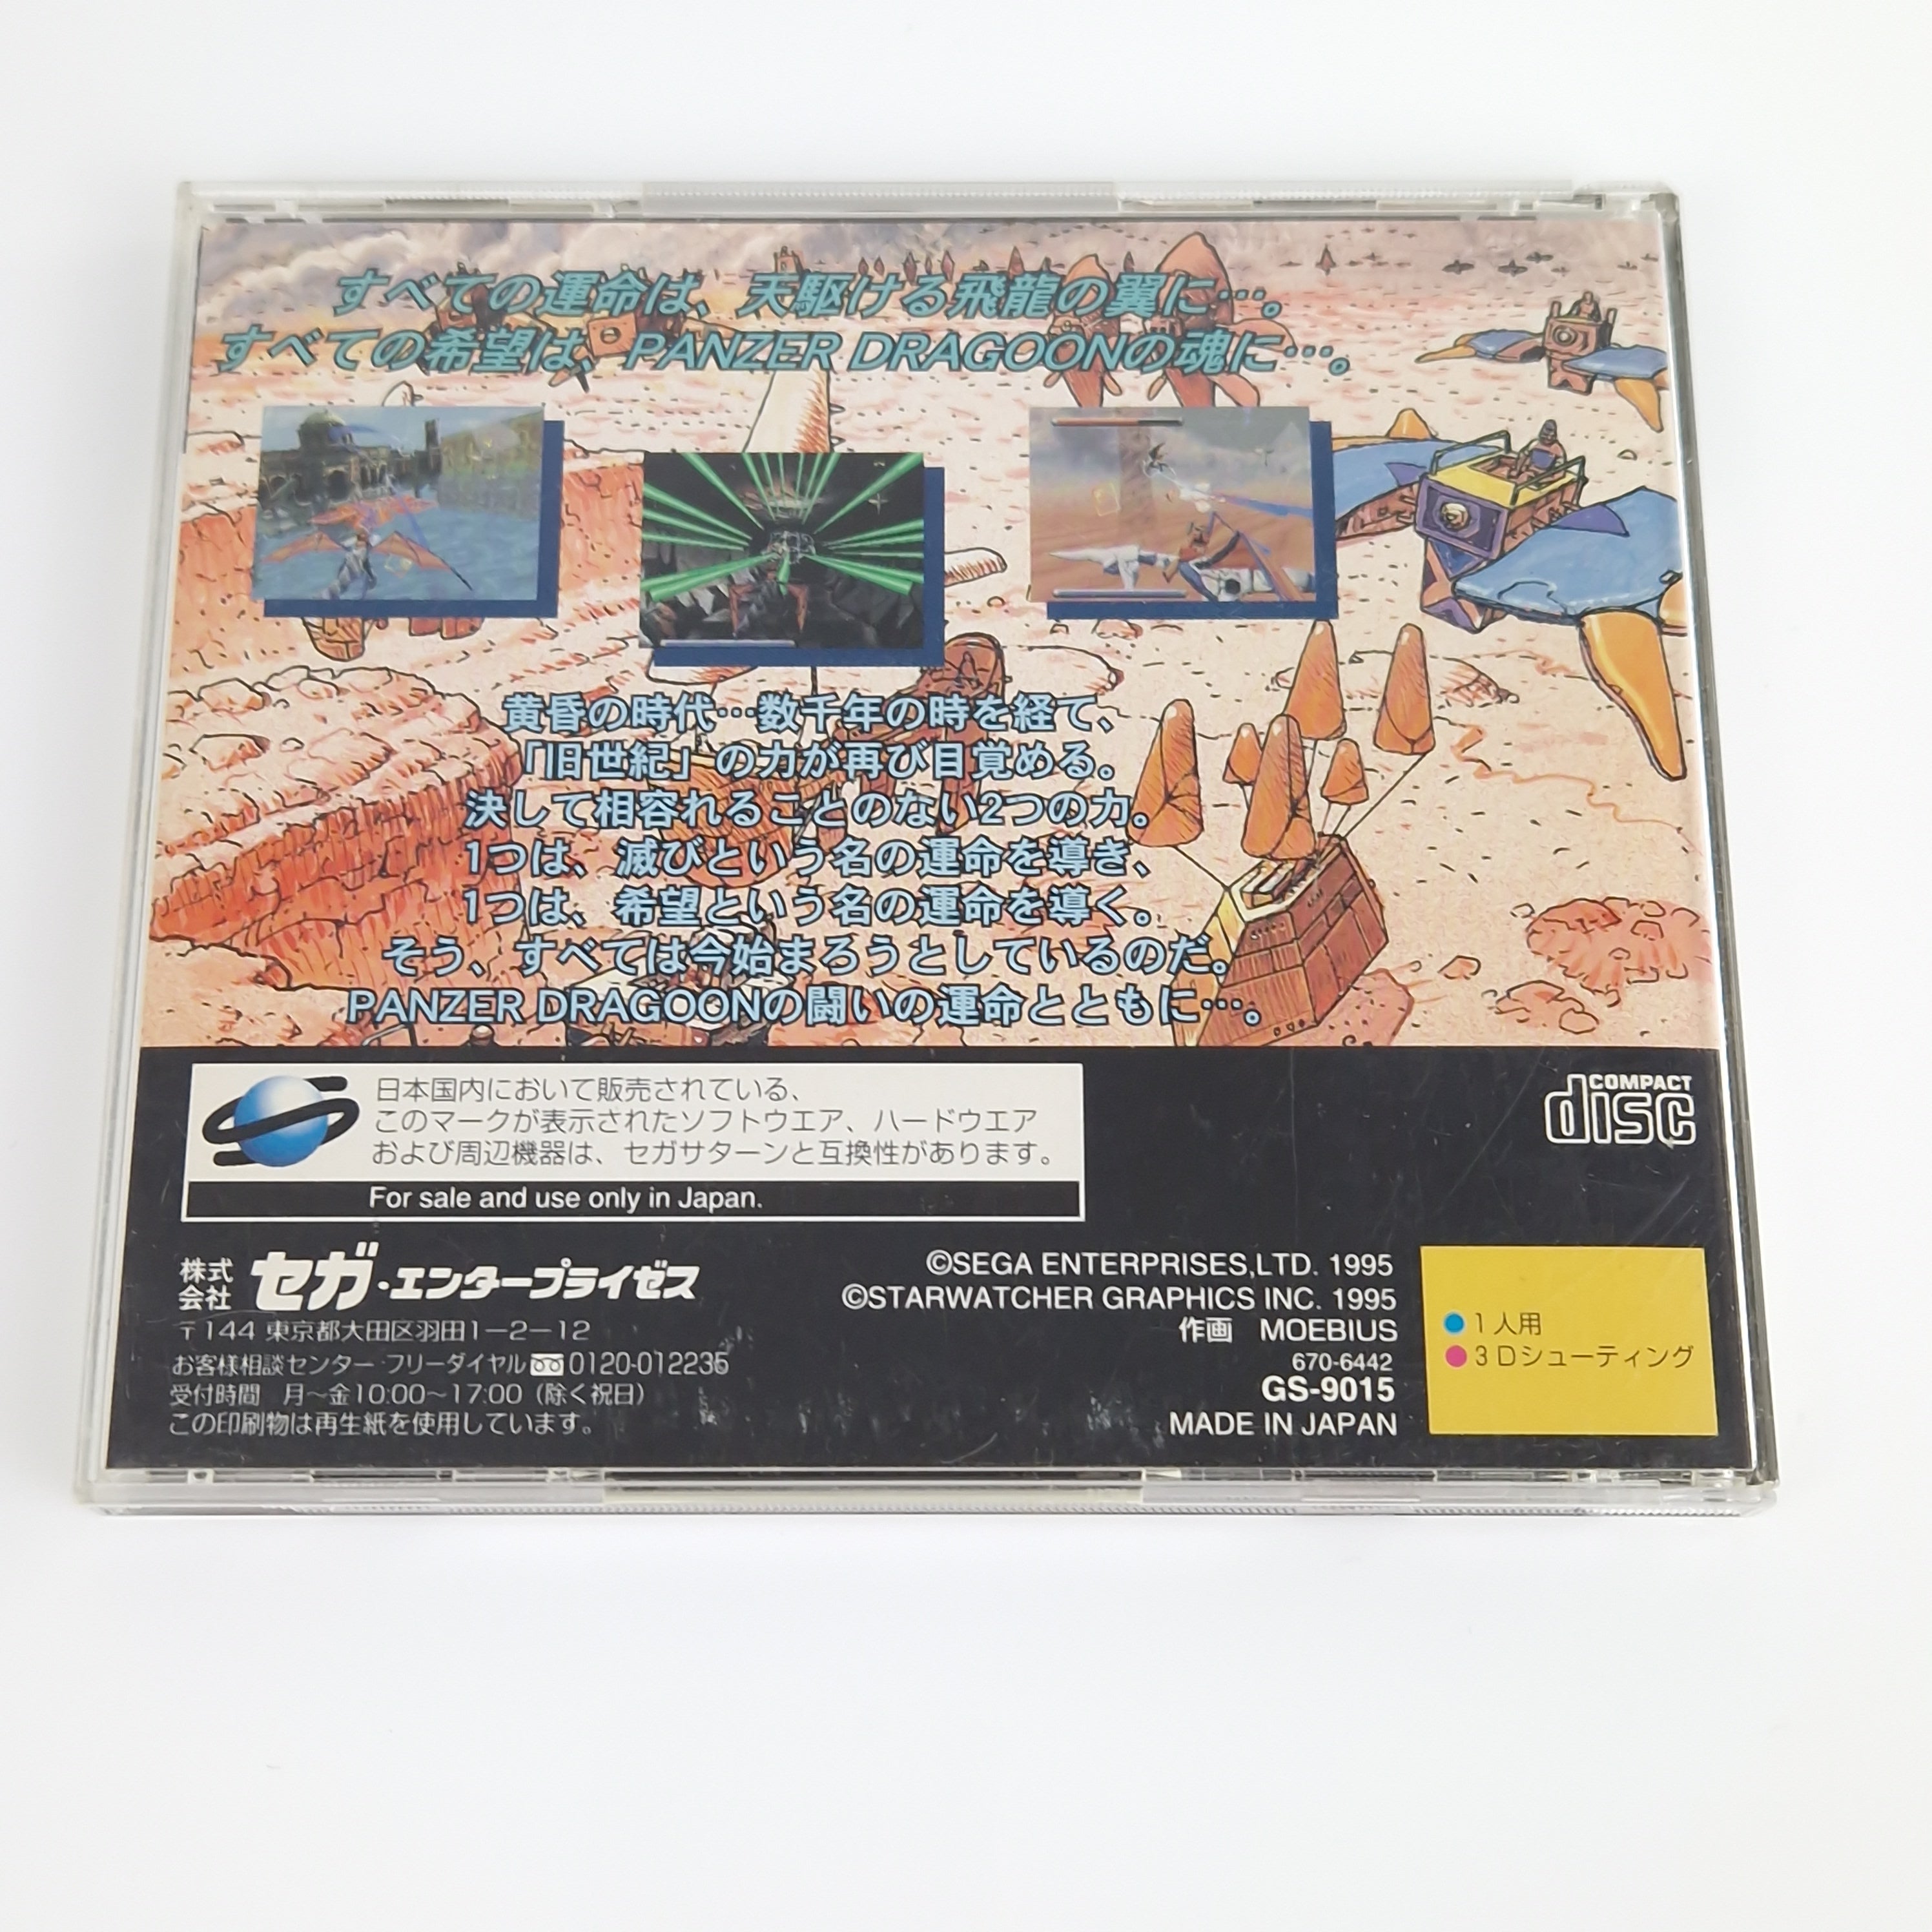 すべての運命は、天駆ける飛龍の翼に…。
すべての希望は、PANZER DRAGOONの魂に…。
黄昏の時代…数千年の時を経て、
「旧世紀」の力が再び目覚める。
決して相容れることのない2つの力。
1つは、滅びという名の運命を導き、
1つは、希望という名の運命を導く。
そう、すべては今始まろうとしているのだ。
PANZER DRAGOONの闘いの運命とともに…。
日本国内において販売されている、
このマークが表示されたソフトウエア、ハードウエア
および周辺機器は、セガサターンと互換性があります。
For sale and use only in Japan.
COMPACT
disc
株式会社 セガ・エンタープライゼス
〒144 東京都大田区羽田1－2－12
お客様相談センター・フリーダイヤル 0120-012235
受付時間 月～金10:00～17:00（除く祝日）
この印刷物は再生紙を使用しています。
©SEGA ENTERPRISES,LTD. 1995
©STARWATCHER GRAPHICS INC. 1995
作画 MOEBIUS
670-6442
GS-9015
MADE IN JAPAN
●1人用
●3Dシューティング